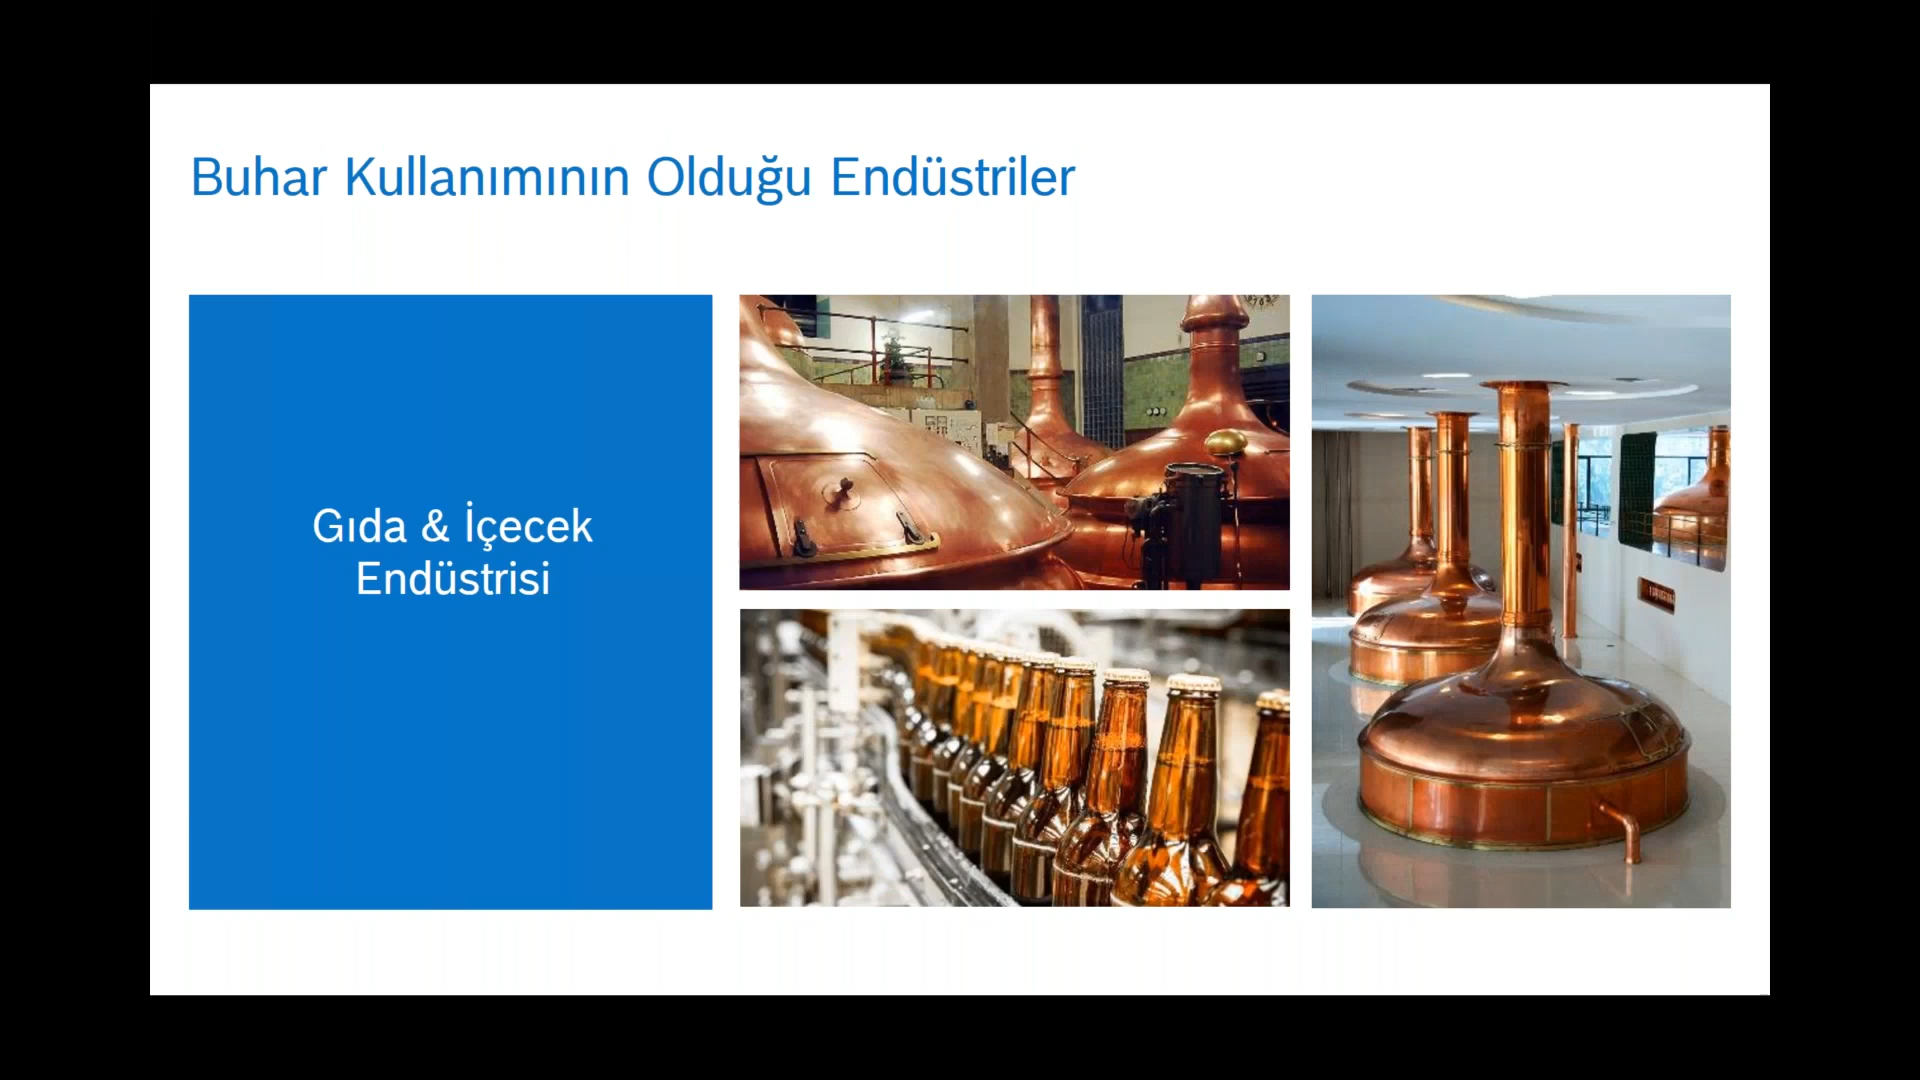 Buhar Kullanımının Olduğu Endüstriler
Gıda & İçecek
Endüstrisi